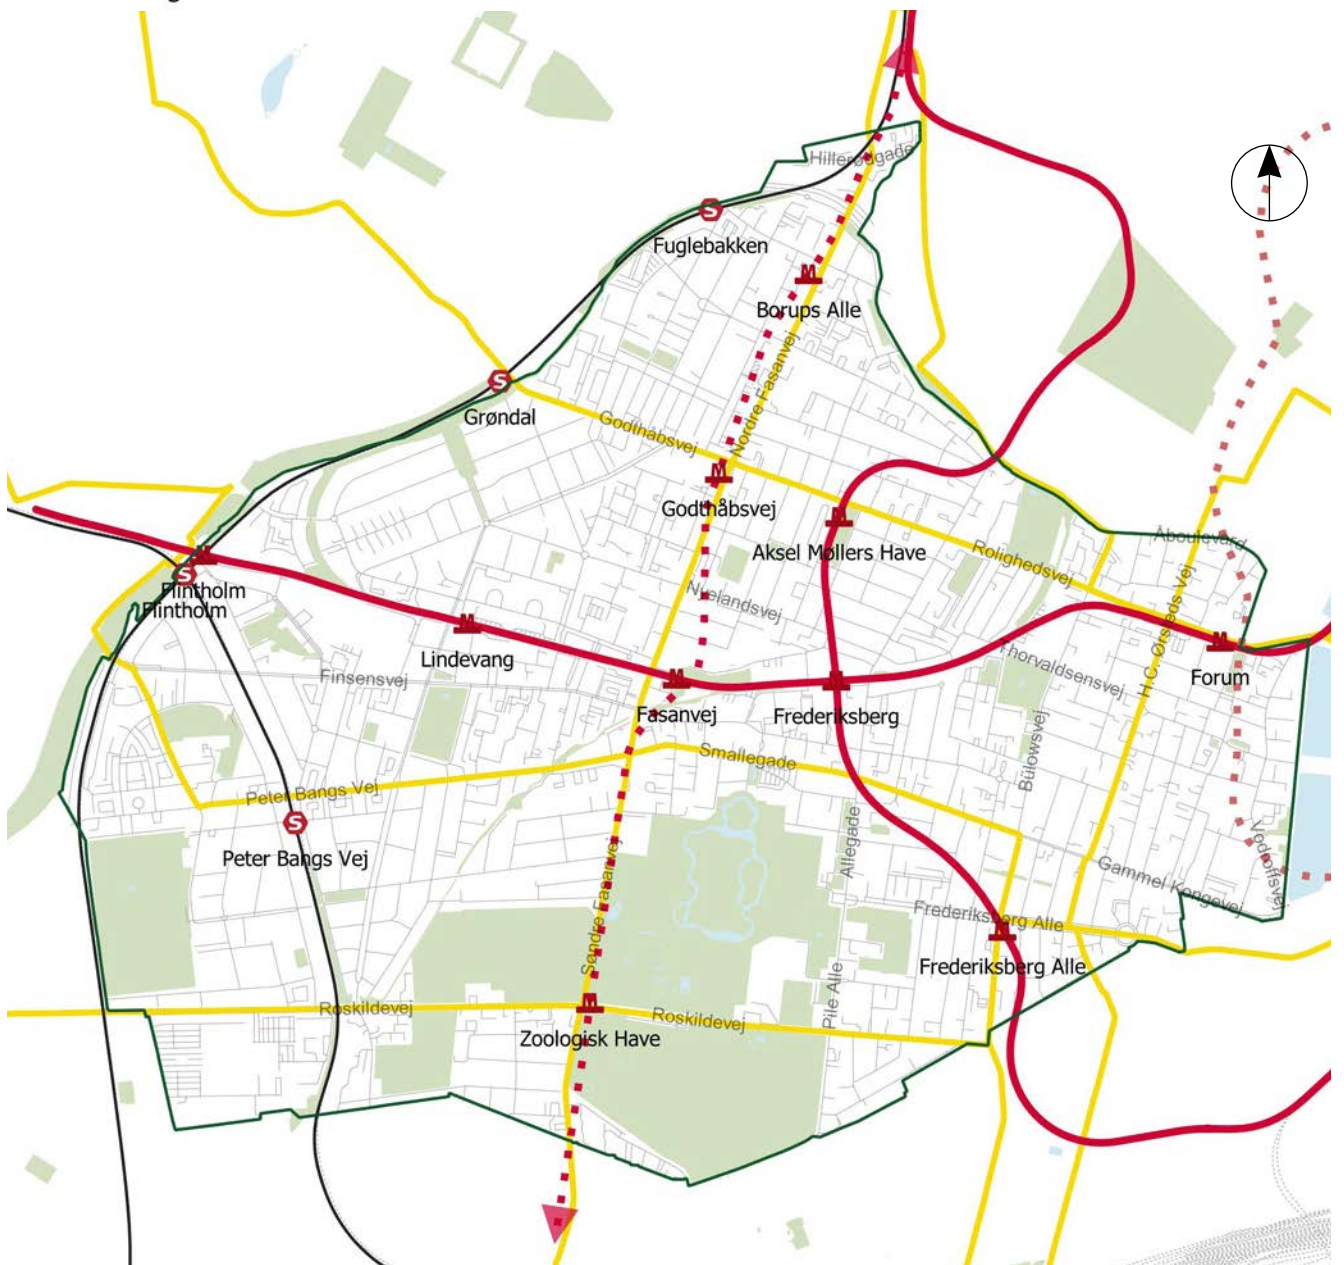 Hillerødgade
S
Fuglebakken
M
Borups Alle
Nordre Fasanvej
S
Grøndal
Godthåbsvej
M
Godthåbsvej
M
Aksel Møllers Have
Åboulevard
Rolighedsvej
M
S
Flintholm
Flintholm
Nyelandsvej
H.C. Ørsteds Vej
M
Lindevang
M
Forum
Thorvaldsensvej
Finsensvej
M
Fasanvej
M
Frederiksberg
Bülowsvej
Smallegade
Peter Bangs Vej
S
Peter Bangs Vej
Allegade
Vodroffsvej
Søndre Fasanvej
Gammel Kongevej
Frederiksberg Alle
M
Frederiksberg Alle
Pile Alle
Roskildevej
M
Roskildevej
Zoologisk Have